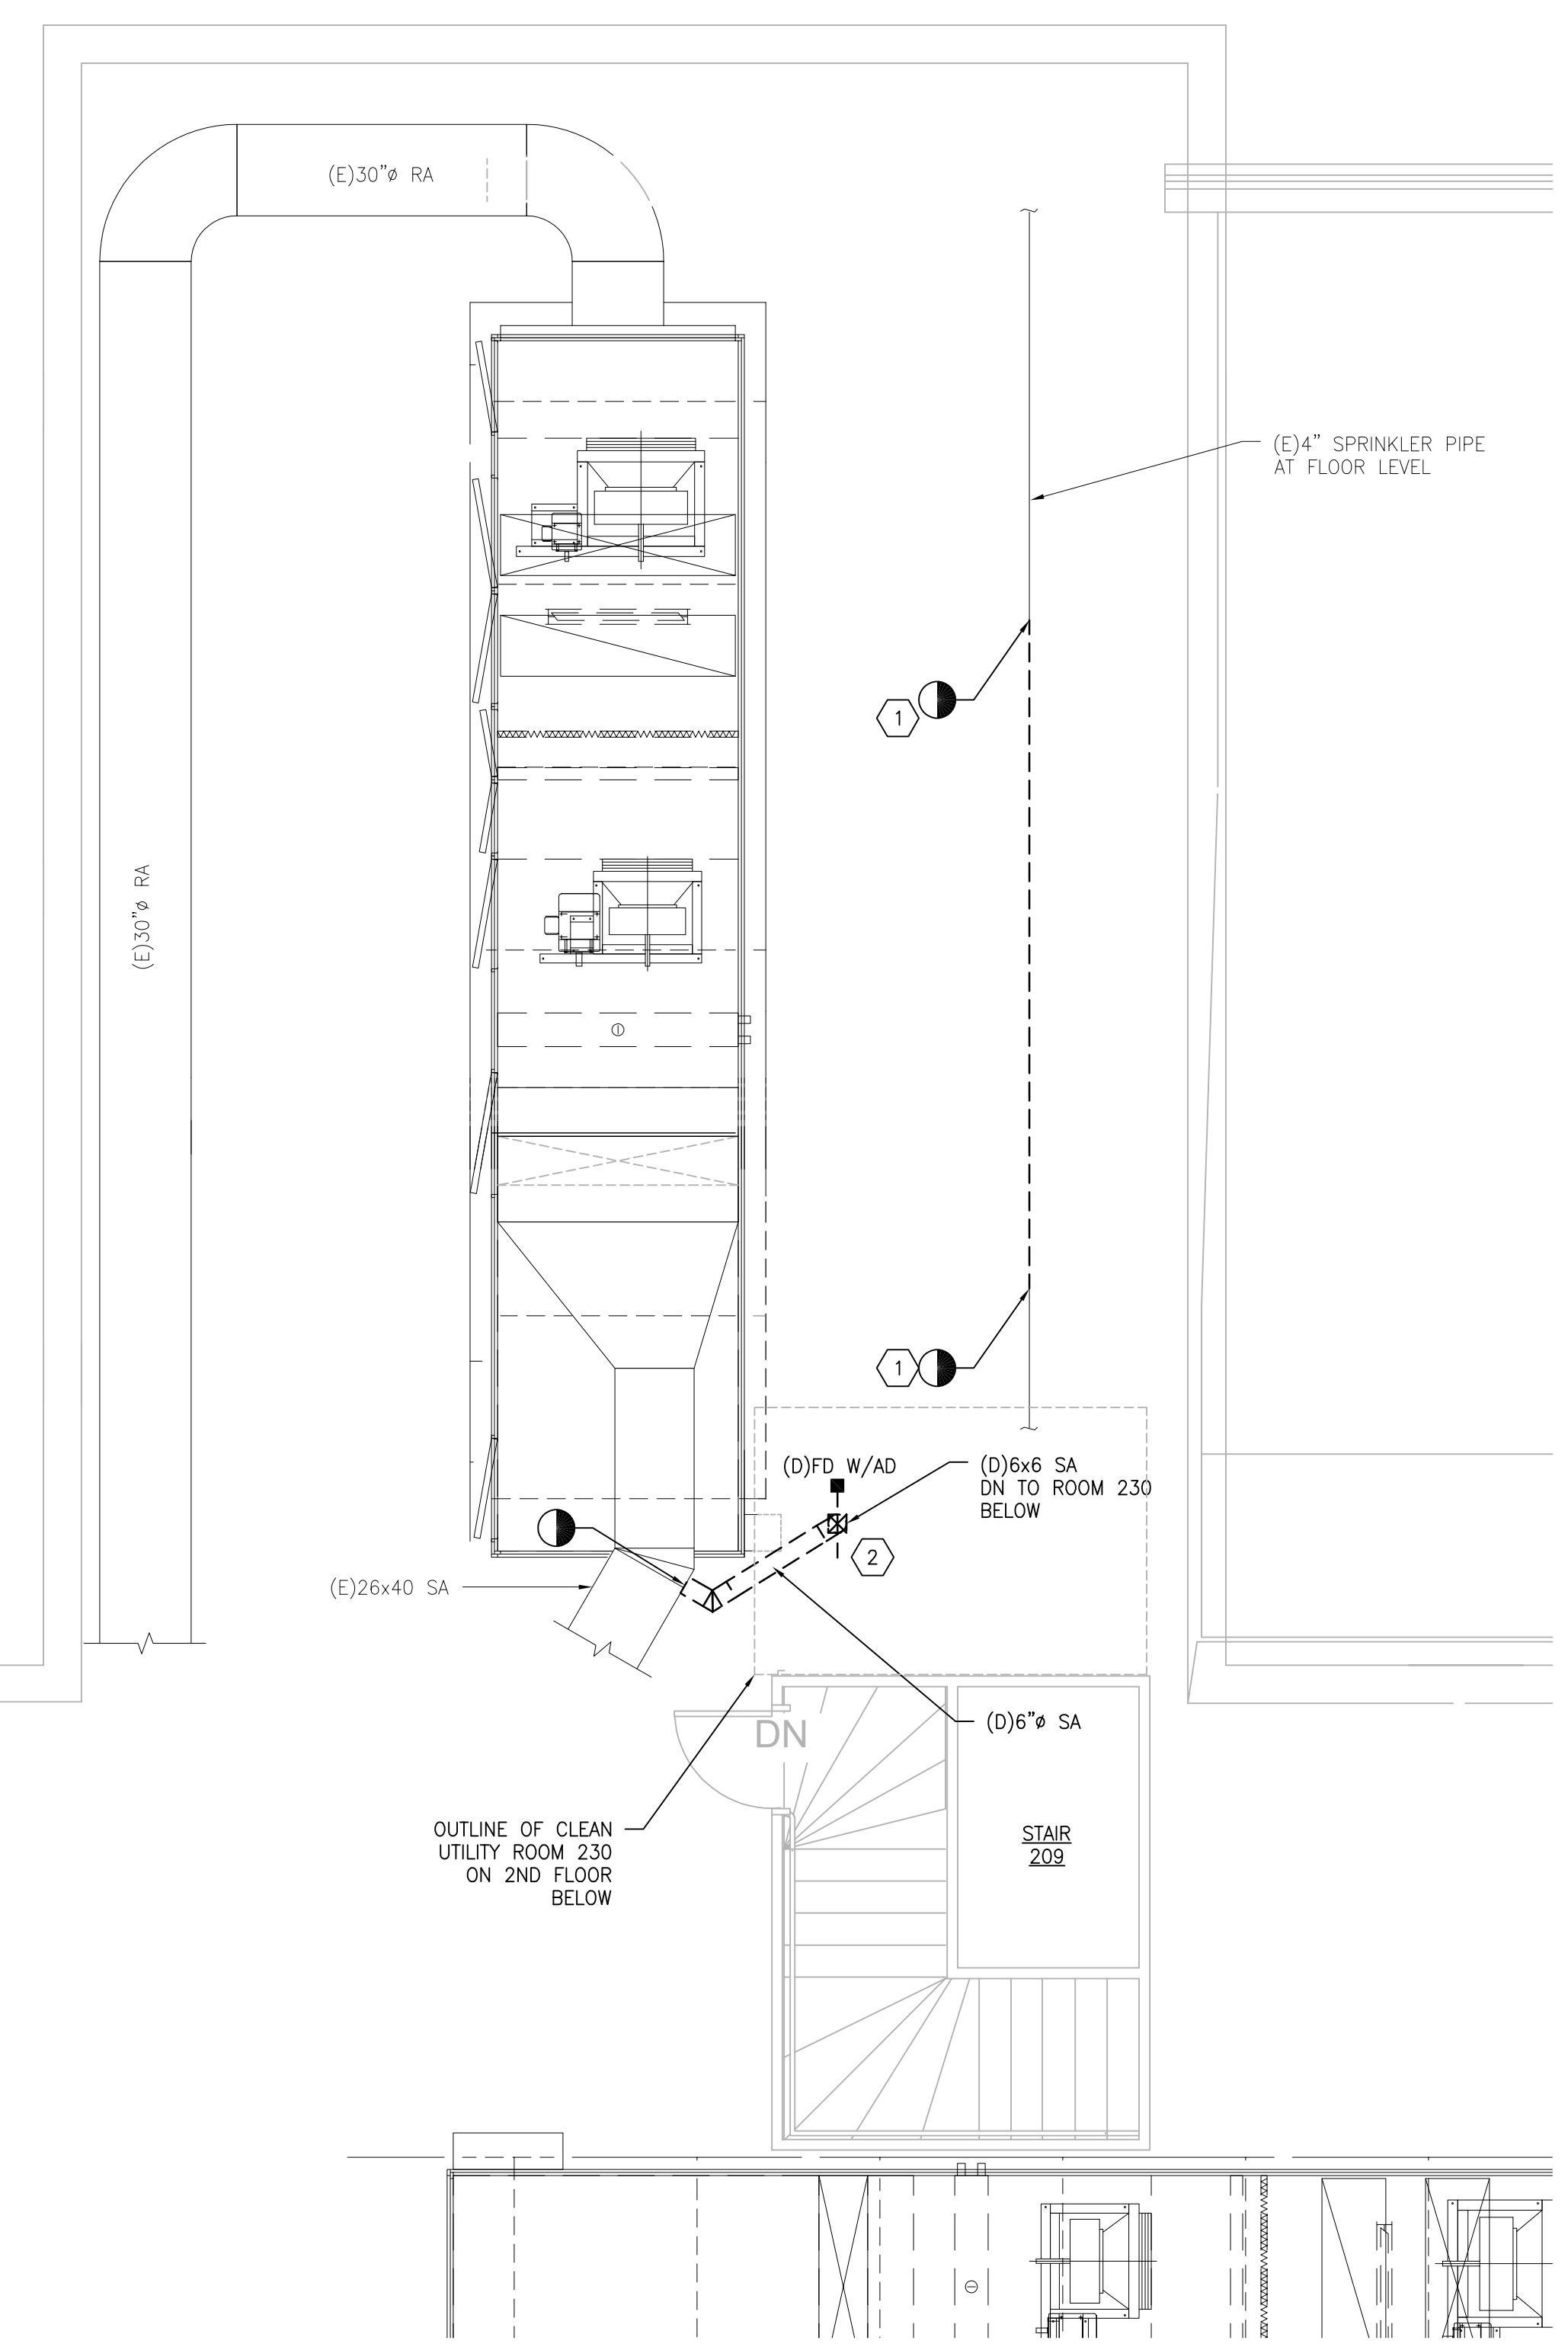 (E)30"ø RA
(E)4" SPRINKLER PIPE
AT FLOOR LEVEL
1
(E)30"ø RA
1
(D)FD W/AD
(D)6x6 SA
DN TO ROOM 230
BELOW
2
(E)26x40 SA
(D)6"ø SA
DN
OUTLINE OF CLEAN
UTILITY ROOM 230
ON 2ND FLOOR
BELOW
STAIR
209